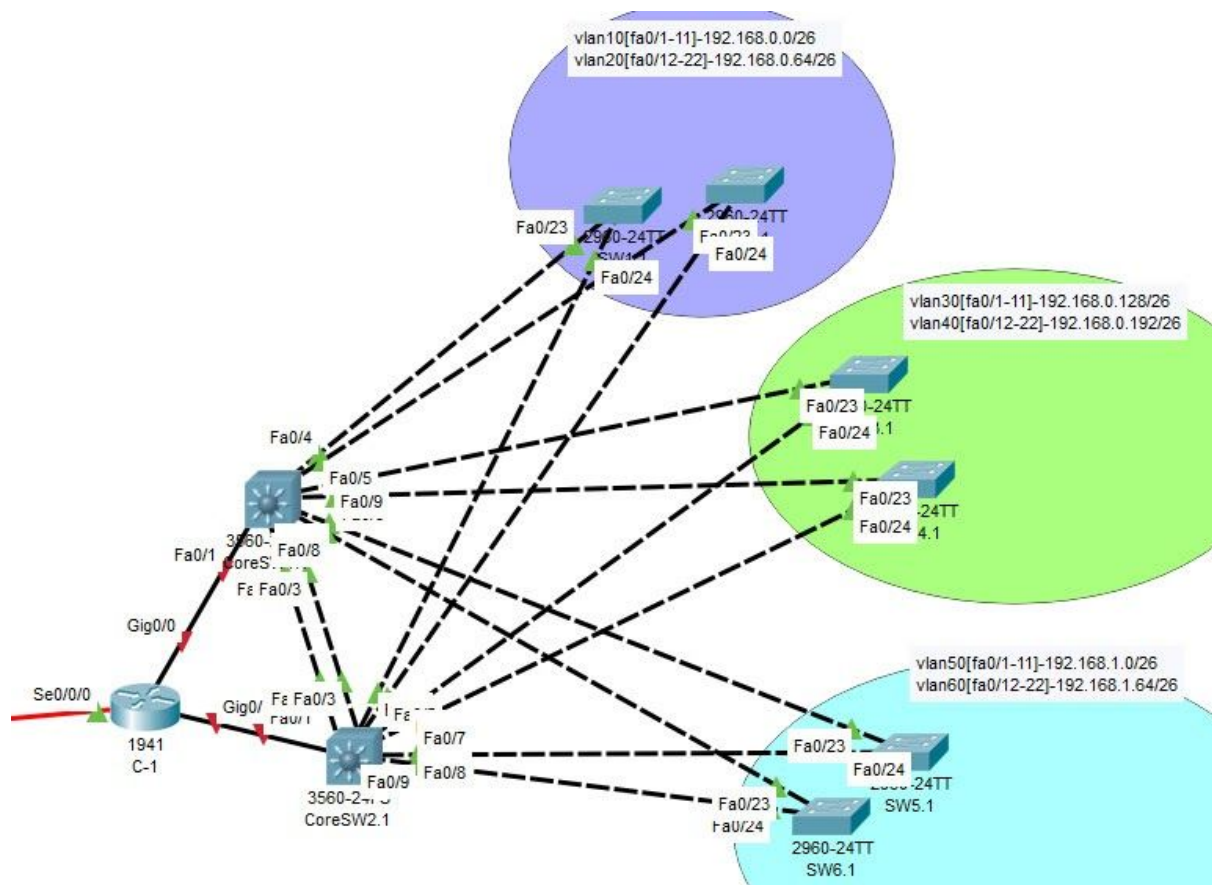 vlan10[fa0/1-11]-192.168.0.0/26
vlan20[fa0/12-22]-192.168.0.64/26
Fa0/23
Fa0/24
2960-24TT
Fa0/24
vlan30[fa0/1-11]-192.168.0.128/26
vlan40[fa0/12-22]-192.168.0.192/26
Fa0/23
Fa0/24
Fa0/4
Fa0/5
Fa0/9
Fa0/23
Fa0/24
Fa0/1
Fa0/8
Fa0/3
Gig0/0
vlan50[fa0/1-11]-192.168.1.0/26
vlan60[fa0/12-22]-192.168.1.64/26
Se0/0/0
Fa0/3
1941
C-1
Fa0/7
Fa0/8
Fa0/9
CoreSW2.1
Fa0/23
Fa0/24
SW5.1
Fa0/23
Fa0/24
2960-24TT
SW6.1